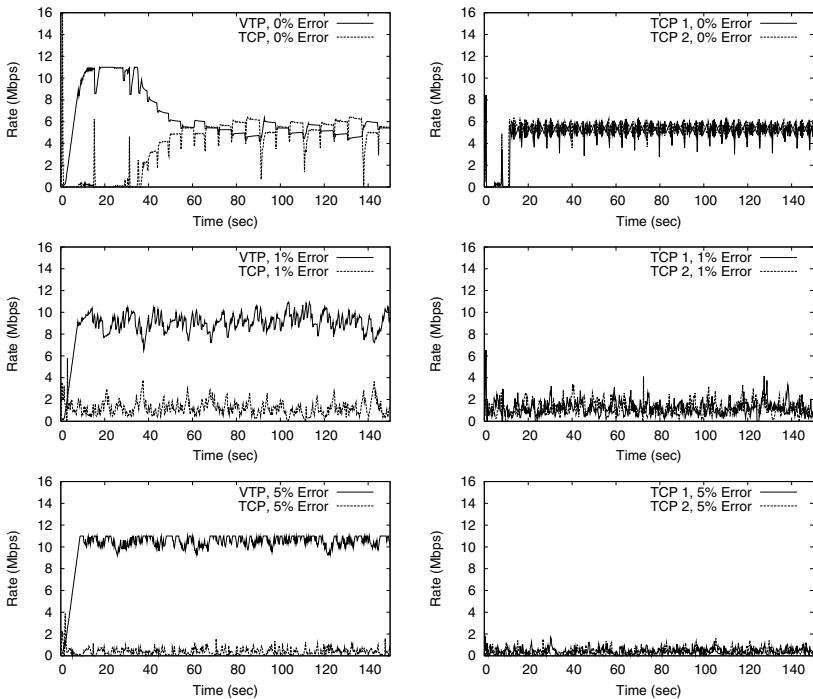 VTP, 0% Error
TCP, 0% Error
Rate (Mbps)
16
14
12
10
8
6
4
2
0
0 20 40 60 80 100 120 140
Time (sec)
TCP 1, 0% Error
TCP 2, 0% Error
Rate (Mbps)
16
14
12
10
8
6
4
2
0
0 20 40 60 80 100 120 140
Time (sec)
VTP, 1% Error
TCP, 1% Error
Rate (Mbps)
16
14
12
10
8
6
4
2
0
0 20 40 60 80 100 120 140
Time (sec)
TCP 1, 1% Error
TCP 2, 1% Error
Rate (Mbps)
16
14
12
10
8
6
4
2
0
0 20 40 60 80 100 120 140
Time (sec)
VTP, 5% Error
TCP, 5% Error
Rate (Mbps)
16
14
12
10
8
6
4
2
0
0 20 40 60 80 100 120 140
Time (sec)
TCP 1, 5% Error
TCP 2, 5% Error
Rate (Mbps)
16
14
12
10
8
6
4
2
0
0 20 40 60 80 100 120 140
Time (sec)